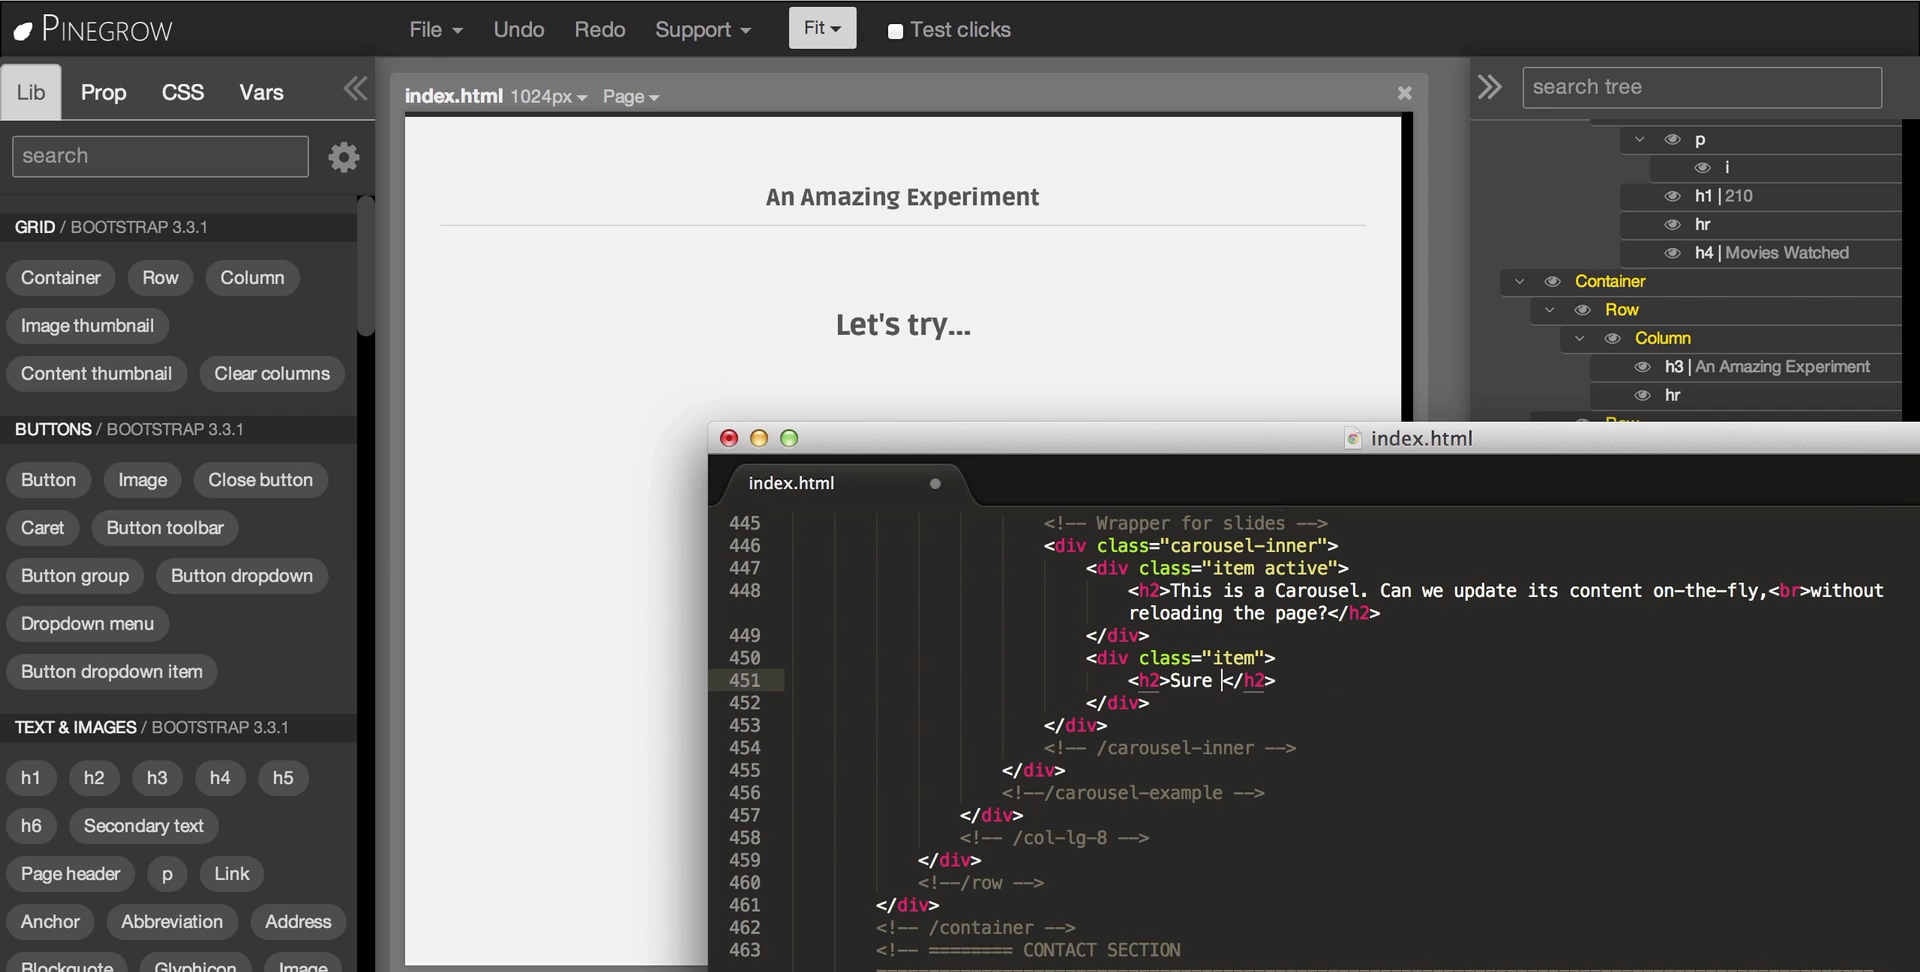 PINEGROW
File Undo Redo Support Fit Test clicks
Lib Prop CSS Vars
search
GRID / BOOTSTRAP 3.3.1
Container Row Column
Image thumbnail
Content thumbnail Clear columns
BUTTONS / BOOTSTRAP 3.3.1
Button Image Close button
Caret Button toolbar
Button group Button dropdown
Dropdown menu
Button dropdown item
TEXT & IMAGES / BOOTSTRAP 3.3.1
h1 h2 h3 h4 h5
h6 Secondary text
Page header p Link
Anchor Abbreviation Address
Blockquote Glyphicon Image
index.html 1024px Page
An Amazing Experiment
Let's try...
search tree
p
i
h1 | 210
hr
h4 | Movies Watched
Container
Row
Column
h3 | An Amazing Experiment
hr
Row
index.html
index.html
445 <!-- Wrapper for slides -->
446 <div class="carousel-inner">
447 <div class="item active">
448 <h2>This is a Carousel. Can we update its content on-the-fly,<br>without
reloading the page?</h2>
449 </div>
450 <div class="item">
451 <h2>Sure </h2>
452 </div>
453 </div>
454 <!-- /carousel-inner -->
455 </div>
456 <!--/carousel-example -->
457 </div>
458 <!-- /col-lg-8 -->
459 </div>
460 <!--/row -->
461 </div>
462 <!-- /container -->
463 <!-- ======== CONTACT SECTION